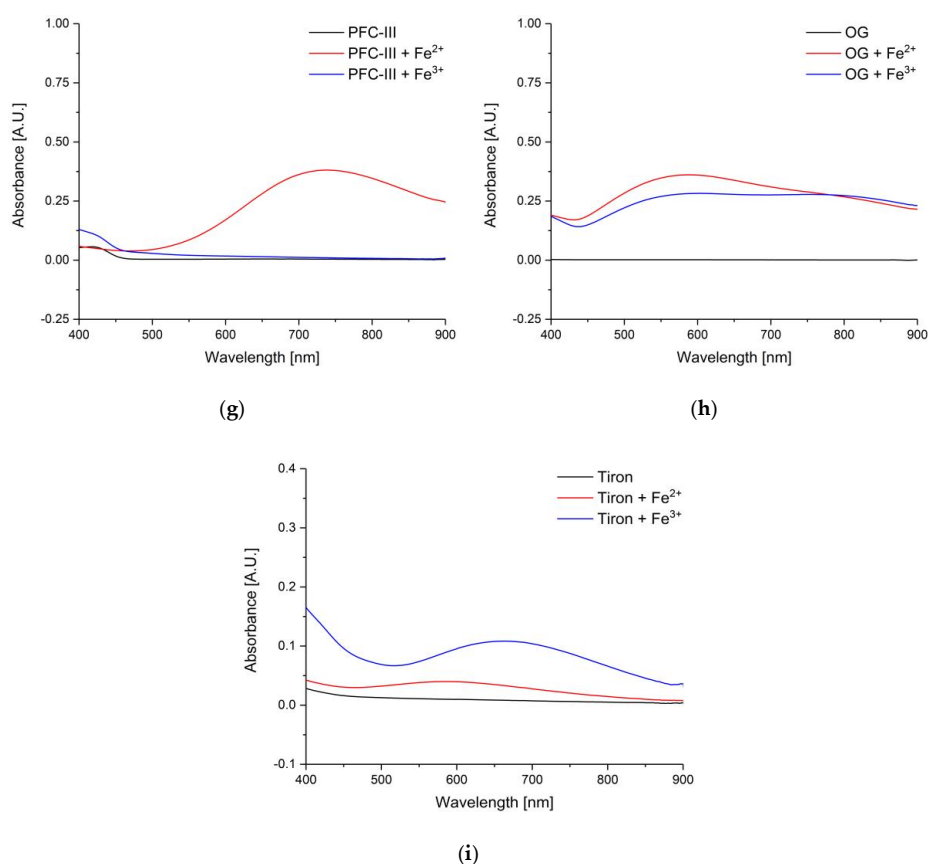 1.00
PFC-III
PFC-III + Fe²⁺
PFC-III + Fe³⁺
0.75
0.50
0.25
0.00
-0.25
Absorbance [A.U.]
400 500 600 700 800 900
Wavelength [nm]
(g)
1.00
OG
OG + Fe²⁺
OG + Fe³⁺
0.75
0.50
0.25
0.00
-0.25
Absorbance [A.U.]
400 500 600 700 800 900
Wavelength [nm]
(h)
0.4
Tiron
Tiron + Fe²⁺
Tiron + Fe³⁺
0.3
0.2
0.1
0.0
-0.1
Absorbance [A.U.]
400 500 600 700 800 900
Wavelength [nm]
(i)